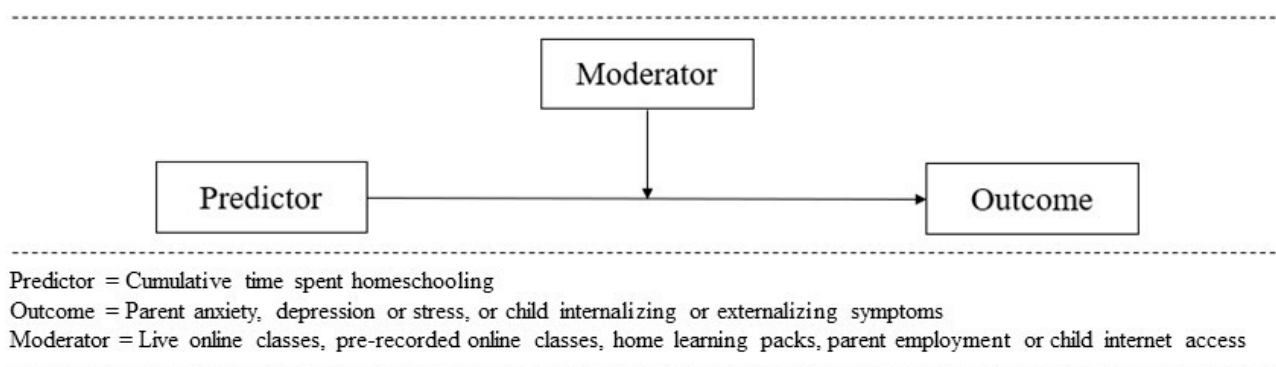 Moderator
Predictor
Outcome
Predictor = Cumulative time spent homeschooling
Outcome = Parent anxiety, depression or stress, or child internalizing or externalizing symptoms
Moderator = Live online classes, pre-recorded online classes, home learning packs, parent employment or child internet access